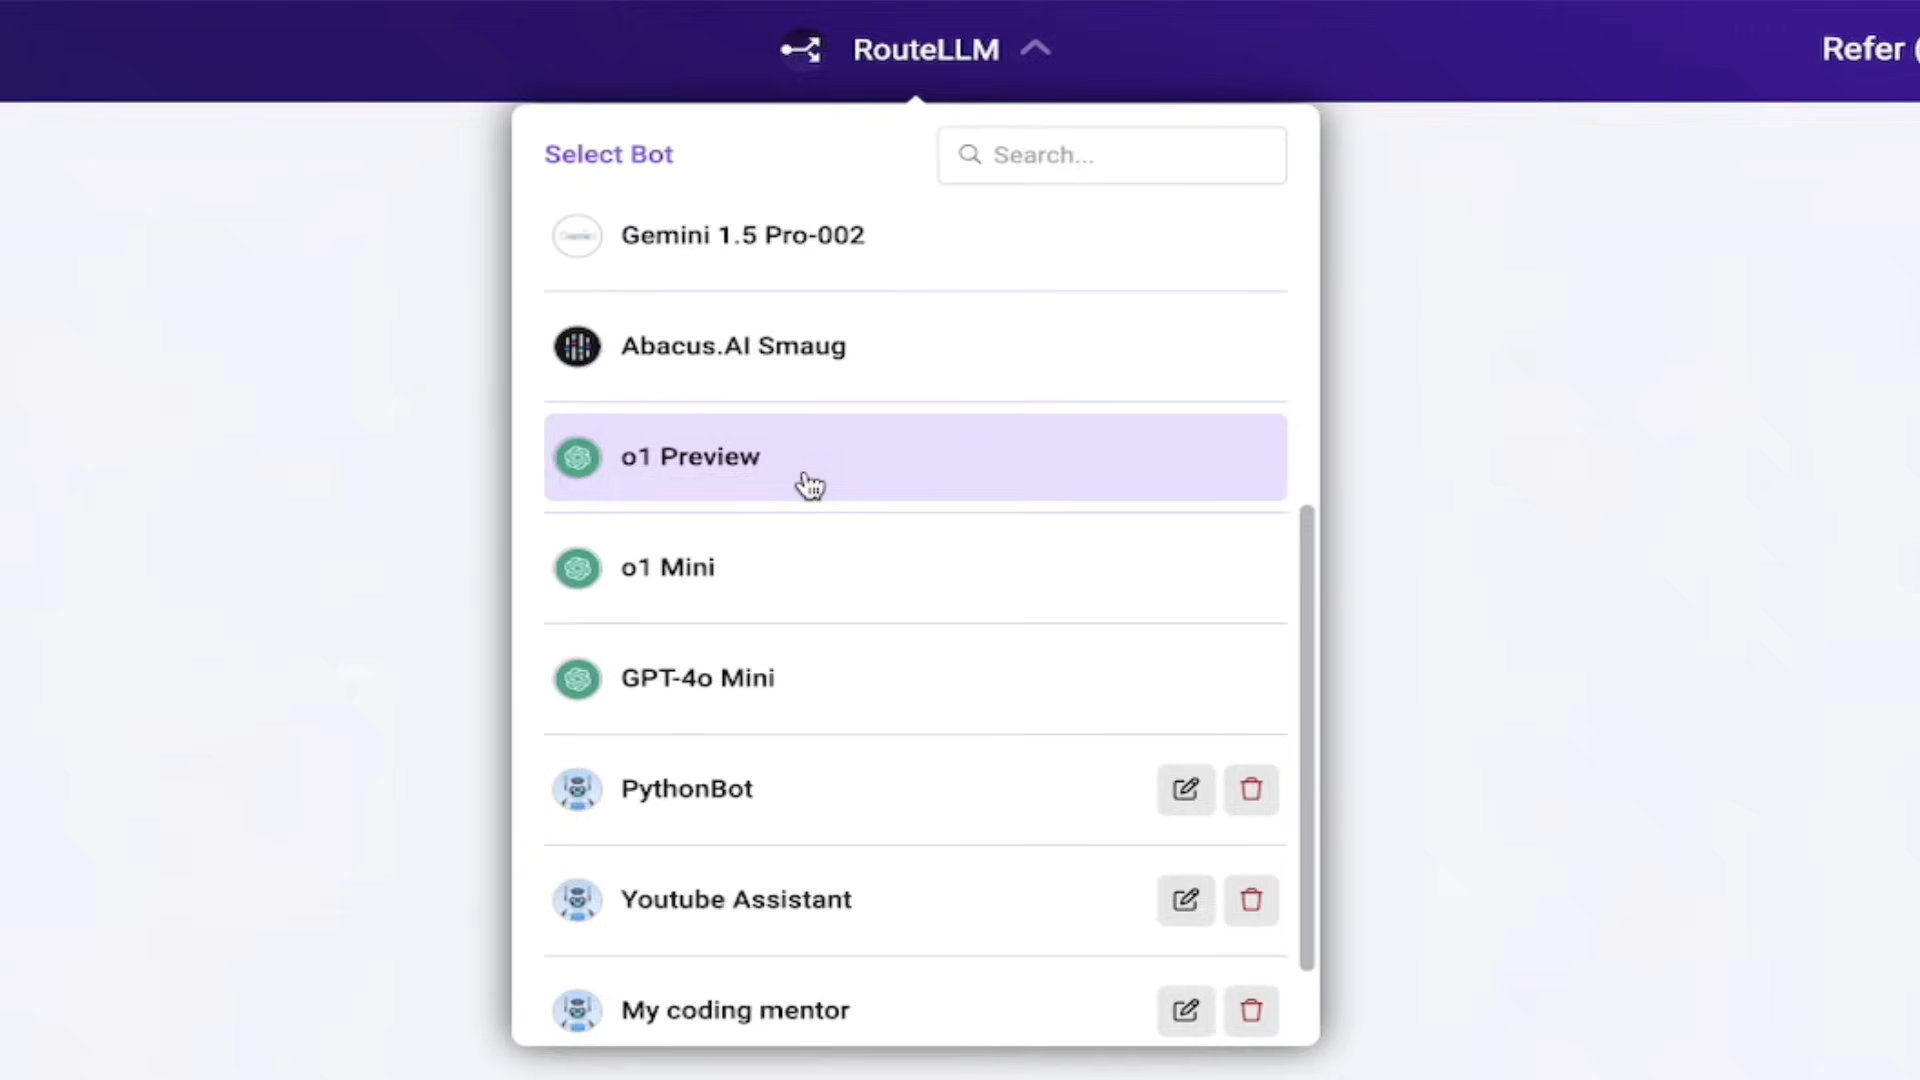 RouteLLM
Refer
Select Bot
Search...
Gemini 1.5 Pro-002
Abacus.AI Smaug
o1 Preview
o1 Mini
GPT-4o Mini
PythonBot
Youtube Assistant
My coding mentor